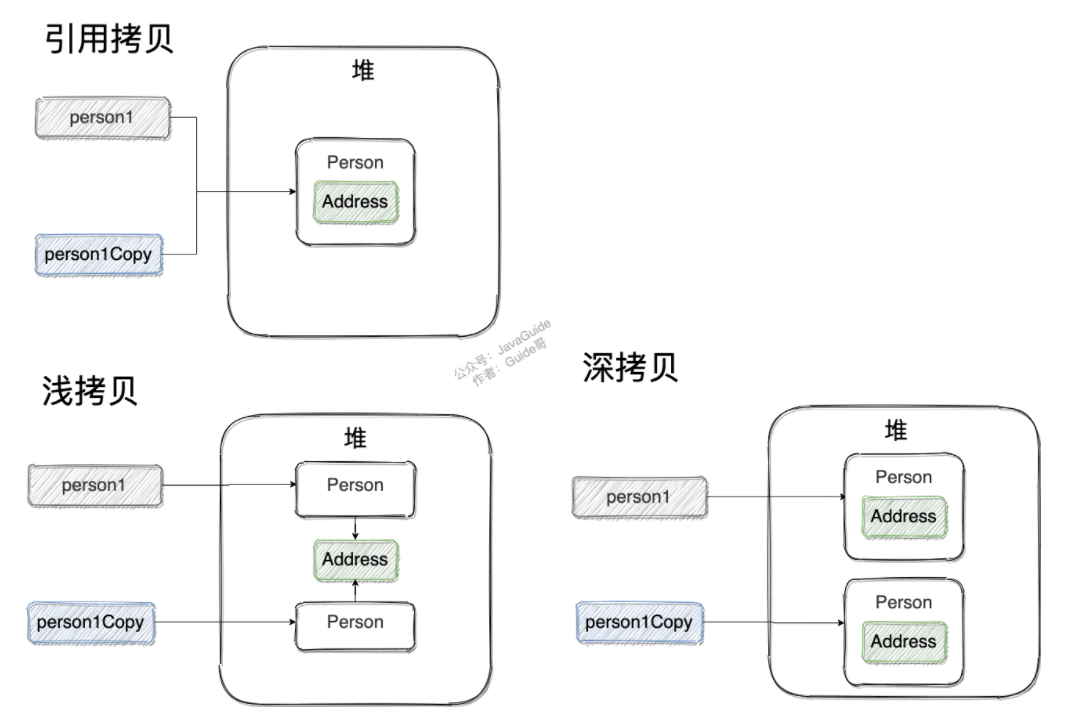 引用拷贝
堆
person1
Person
Address
person1Copy
公众号：JavaGuide
作者：Guide哥
浅拷贝
堆
person1
Person
Address
person1Copy
Person
深拷贝
堆
person1
Person
Address
person1Copy
Person
Address